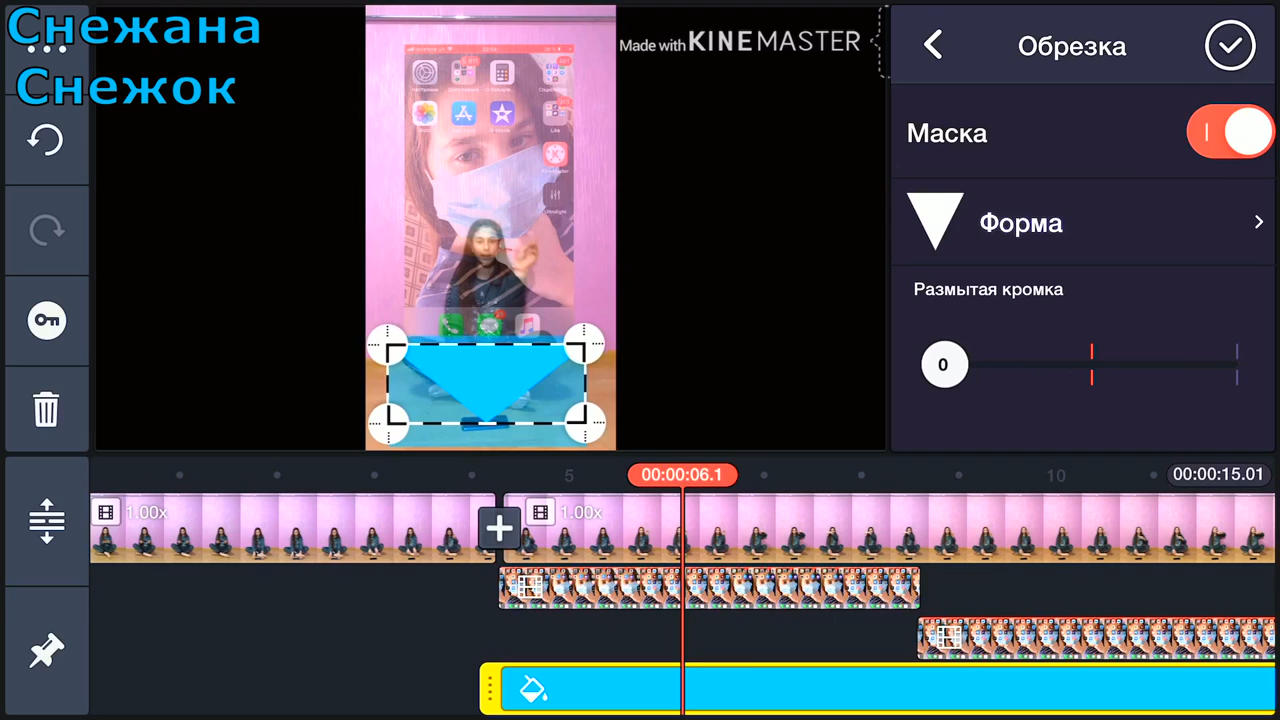 Снежана
Снежок
Made with KINEMASTER
Обрезка
Маска
Форма
Размытая кромка
0
5
00:00:06.1
10
00:00:15.01
1.00x
1.00x